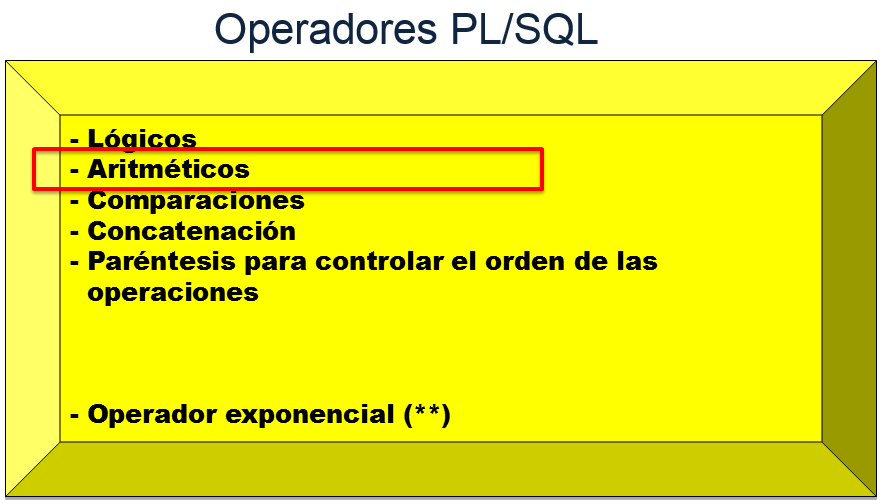 Operadores PL/SQL
- Lógicos
- Aritméticos
- Comparaciones
- Concatenación
- Paréntesis para controlar el orden de las
operaciones
- Operador exponencial (**)